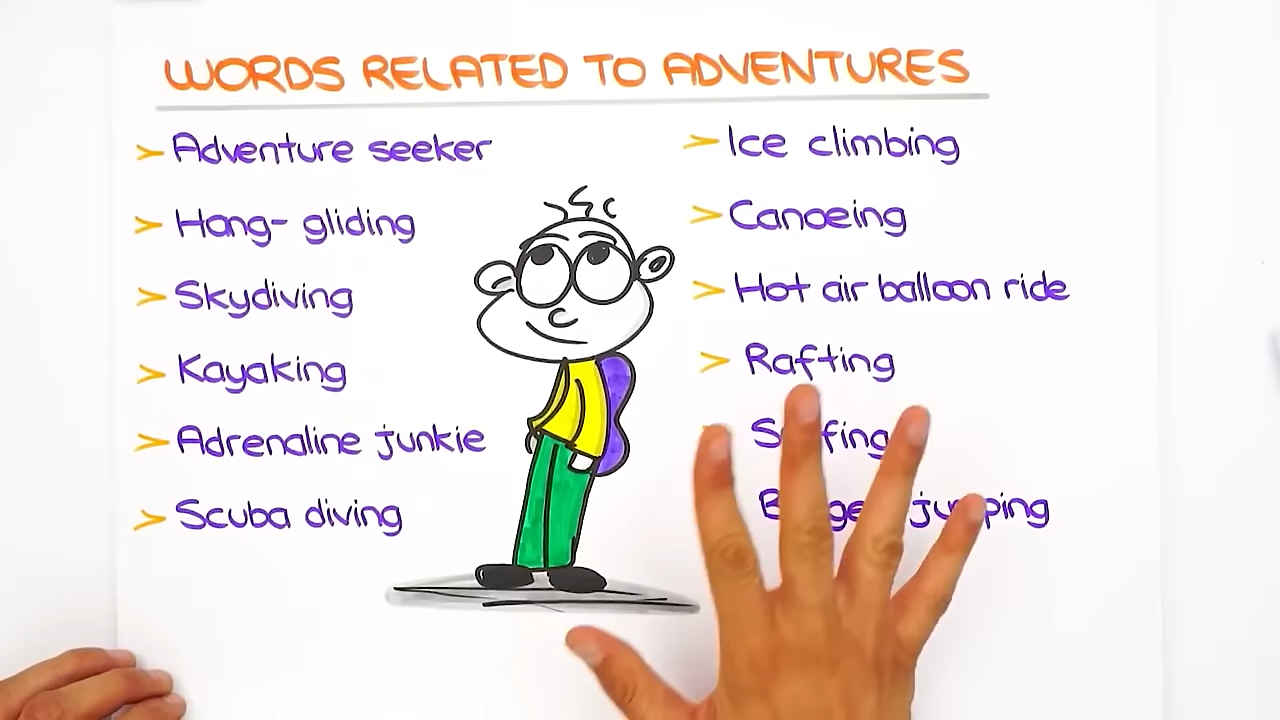 WORDS RELATED TO ADVENTURES
> Adventure seeker
> Hang- gliding
> Skydiving
> Kayaking
> Adrenaline junkie
> Scuba diving
> Ice climbing
> Canoeing
> Hot air balloon ride
> Rafting